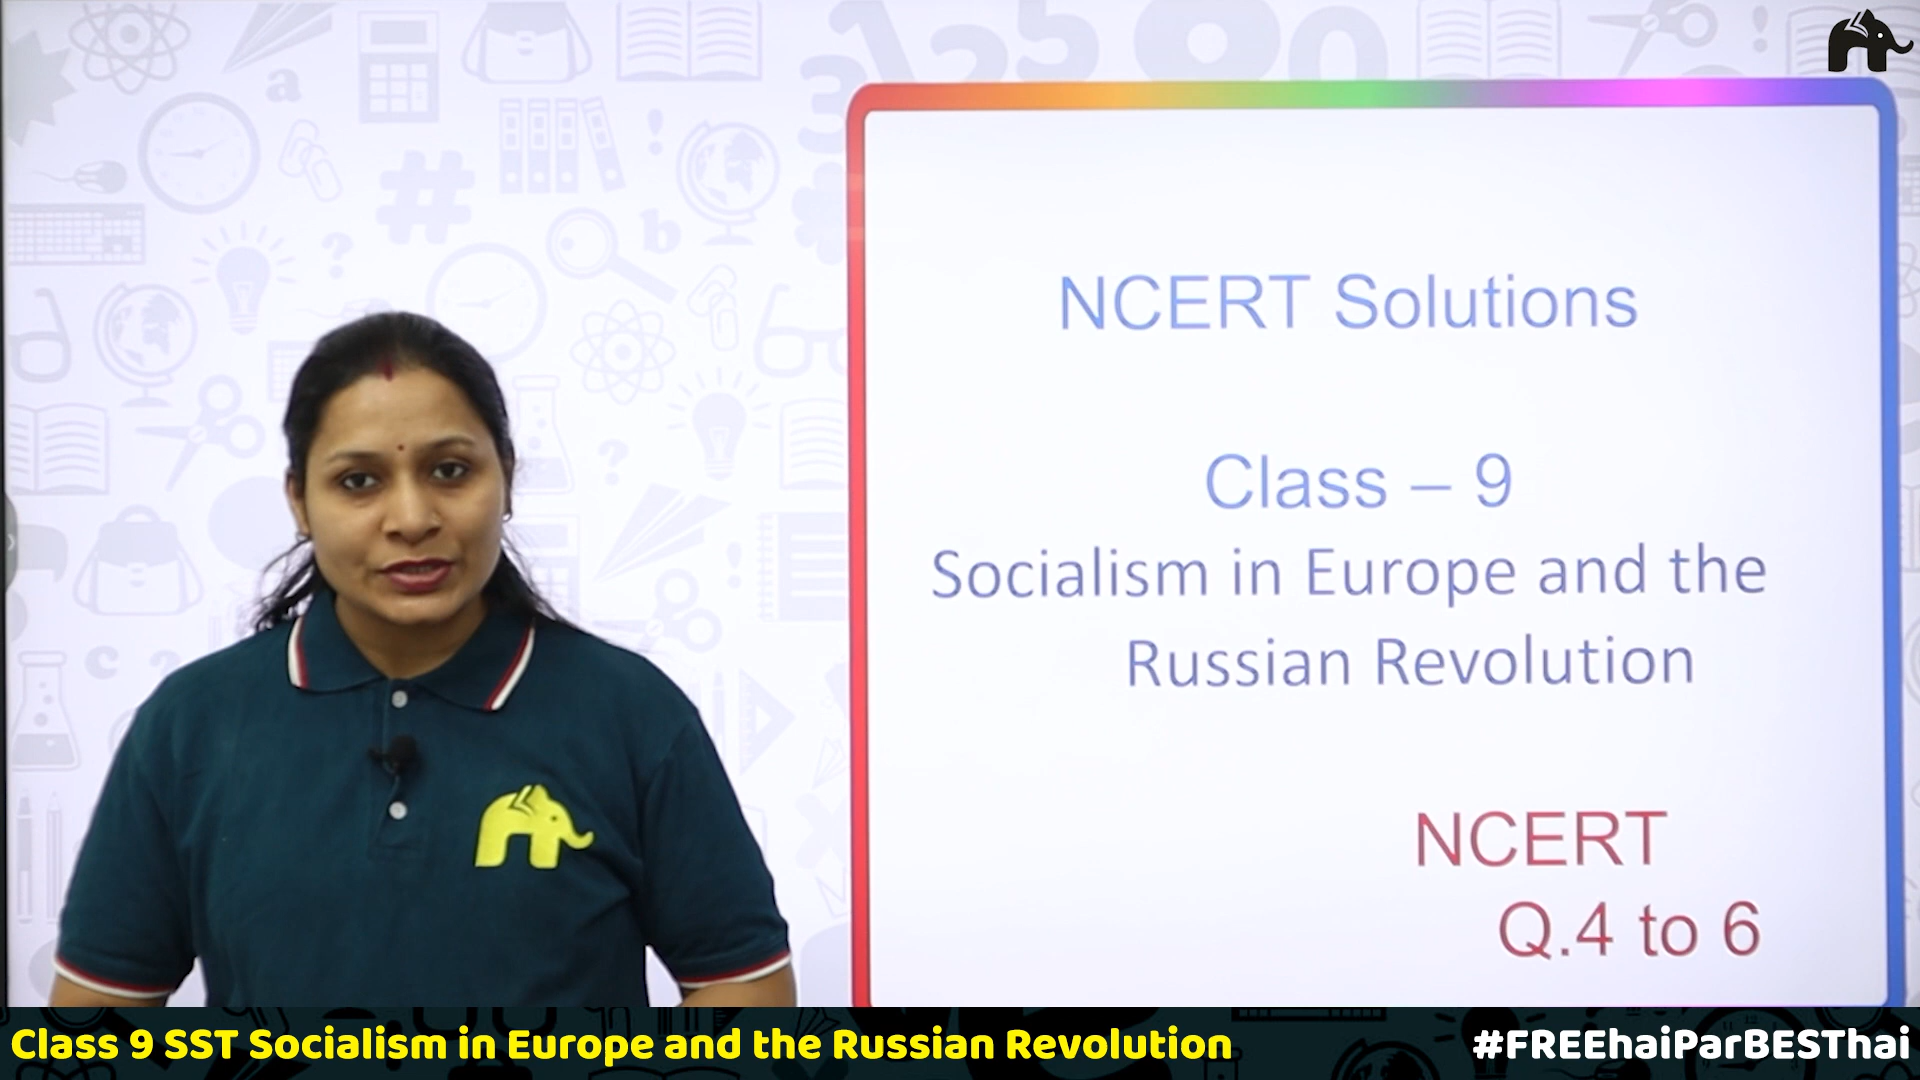 NCERT Solutions
Class – 9
Socialism in Europe and the
Russian Revolution
NCERT
Q.4 to 6
Class 9 SST Socialism in Europe and the Russian Revolution
#FREEhaiParBESThai